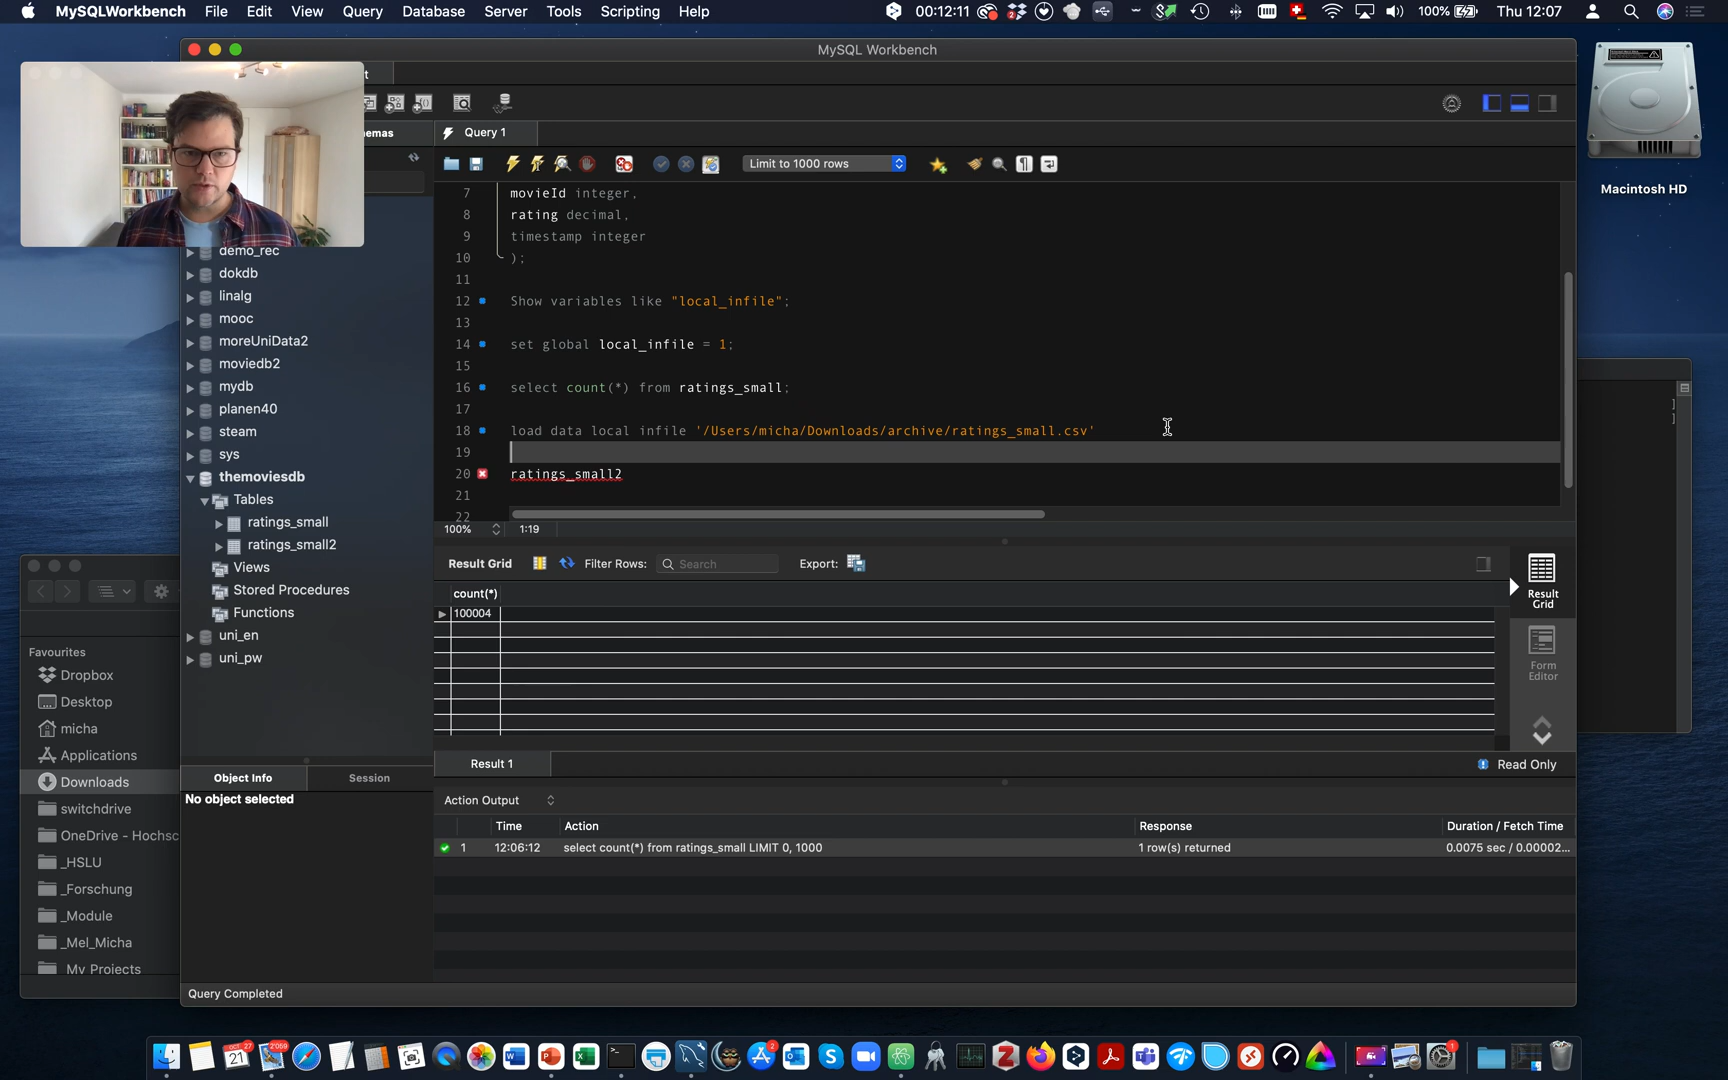 MySQLWorkbench File Edit View Query Database Server Tools Scripting Help 00:12:11 100% Thu 12:07
MySQL Workbench
t
Macintosh HD
emas
Query 1
Limit to 1000 rows
7 movieId integer,
8 rating decimal,
9 timestamp integer
10 );
11
12 Show variables like "local_infile";
13
14 set global local_infile = 1;
15
16 select count(*) from ratings_small;
17
18 load data local infile '/Users/micha/Downloads/archive/ratings_small.csv'
19
20 ratings_small2
21
22
100% 1:19
demo_rec
dokdb
linalg
mooc
moreUniData2
moviedb2
mydb
planen40
steam
sys
themoviesdb
Tables
ratings_small
ratings_small2
Views
Stored Procedures
Functions
uni_en
uni_pw
Result Grid Filter Rows: Search Export:
count(*)
100004
Result
Grid
Form
Editor
Result 1 Read Only
Object Info Session
No object selected
Action Output
Time Action Response Duration / Fetch Time
1 12:06:12 select count(*) from ratings_small LIMIT 0, 1000 1 row(s) returned 0.0075 sec / 0.00002...
Query Completed
Favourites
Dropbox
Desktop
micha
Applications
Downloads
switchdrive
OneDrive - Hochsc
_HSLU
_Forschung
_Module
_Mel_Micha
_My Projects